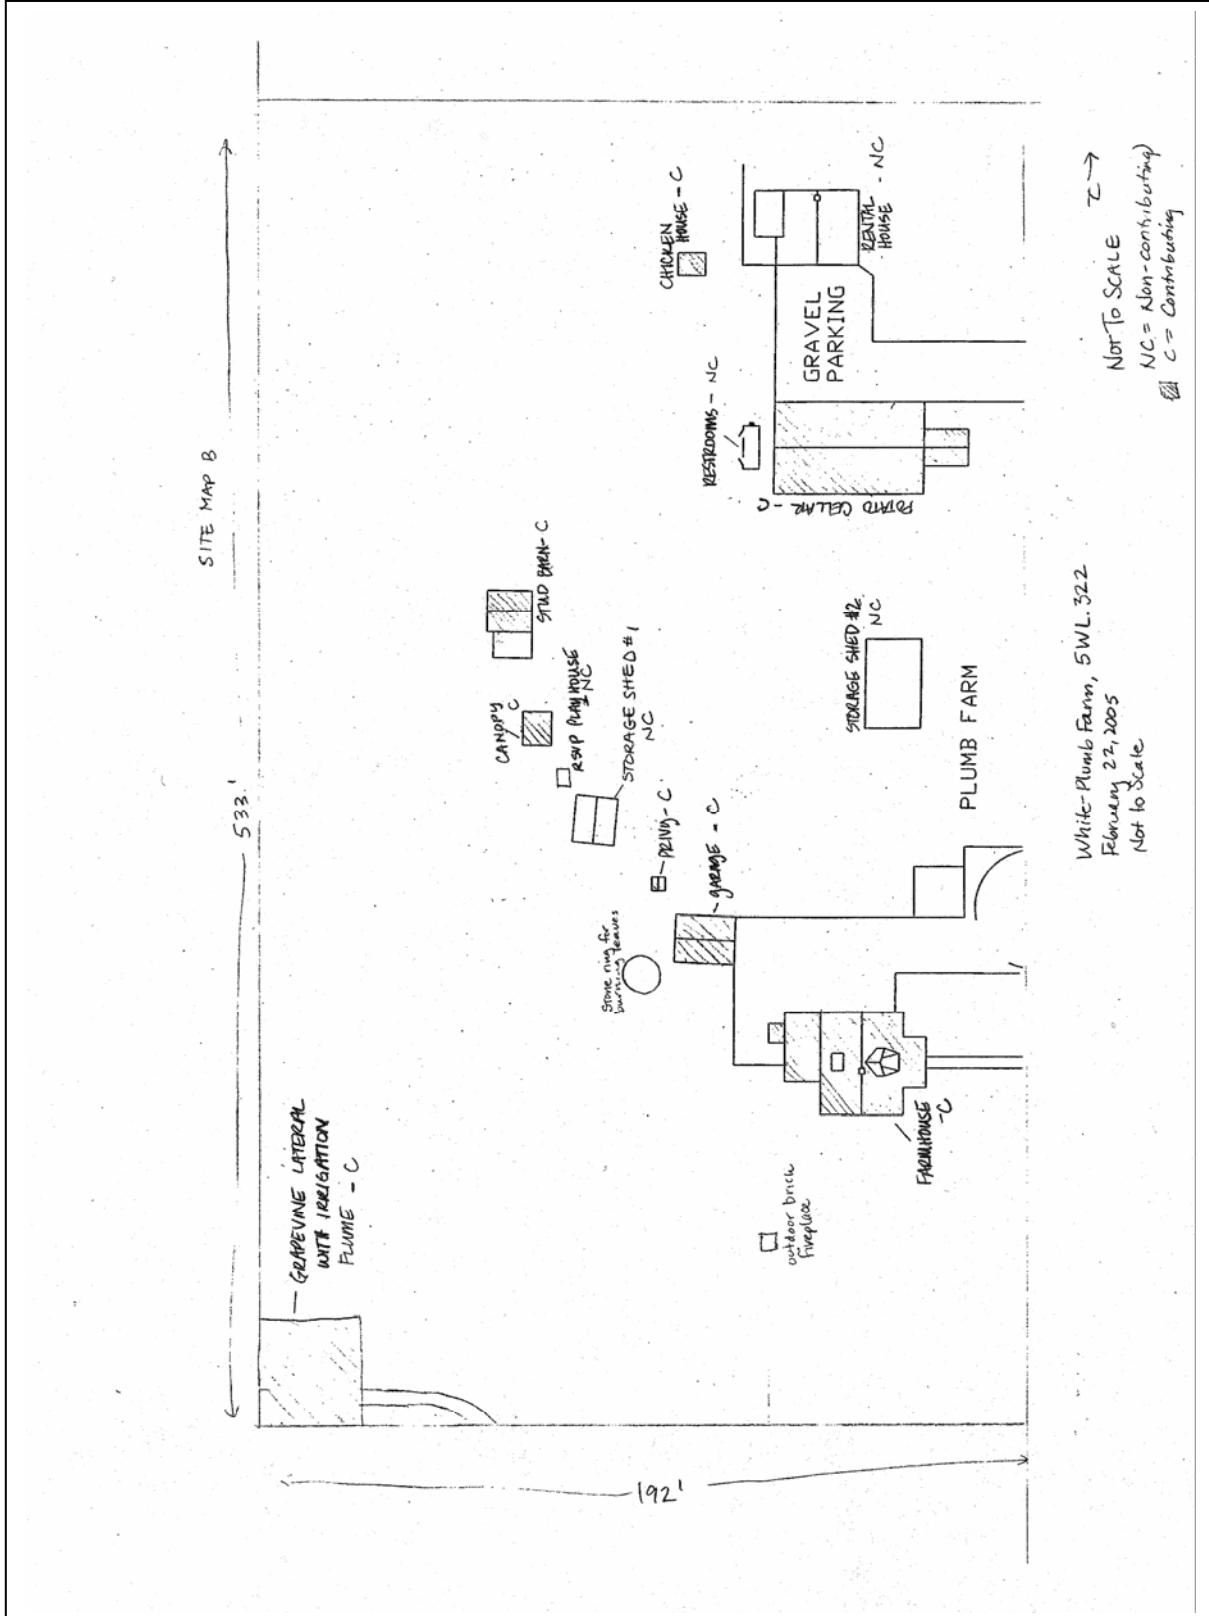 SITE MAP B
533'
192'
GRAPEVINE LATERAL
WITH IRRIGATION
FLUME - C
STUD BARN - C
CANOPY
C
RSVP PLAYHOUSE
NC
STORAGE SHED #1
NC
PRIVY - C
GARAGE - C
Stone ring for
burning leaves
outdoor brick
fireplace
FARMHOUSE
- C
CHICKEN
HOUSE - C
RESTROOMS - NC
GRAVEL
PARKING
RENTAL
HOUSE - NC
POTATO CELLAR - C
STORAGE SHED #2
NC
PLUMB FARM
White-Plumb Farm, 5WL.322
February 22, 2005
Not to Scale
N →
NOT TO SCALE
NC = Non-contributing
C = Contributing